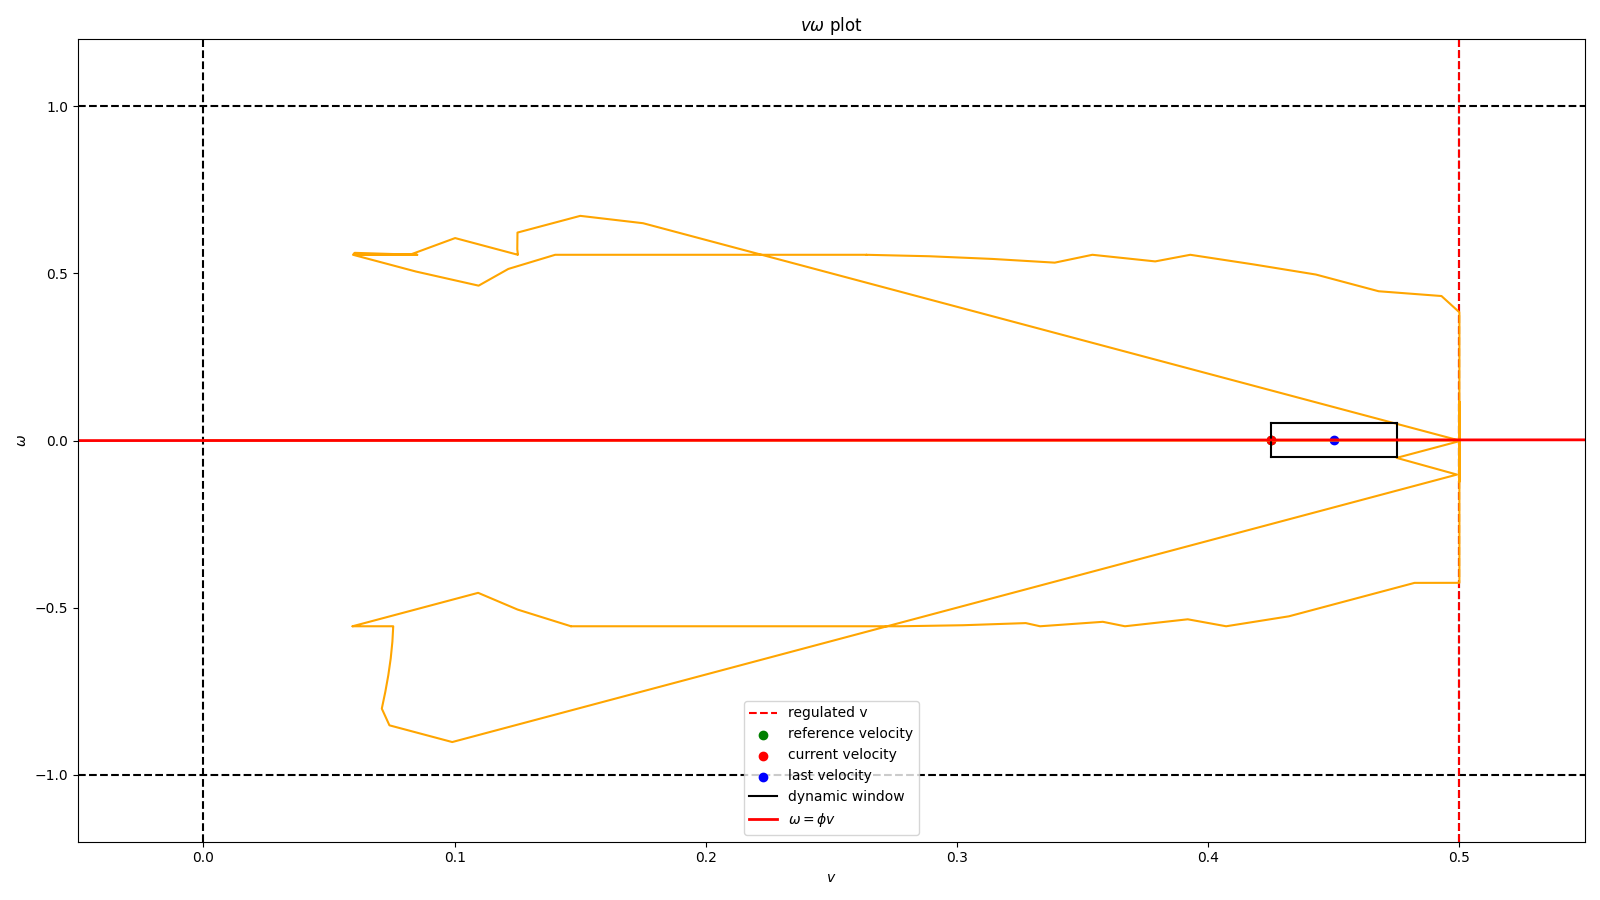 vω plot
1.0
0.5
0.0
−0.5
−1.0
ω
0.0 0.1 0.2 0.3 0.4 0.5
v
regulated v
reference velocity
current velocity
last velocity
dynamic window
ω = ϕv